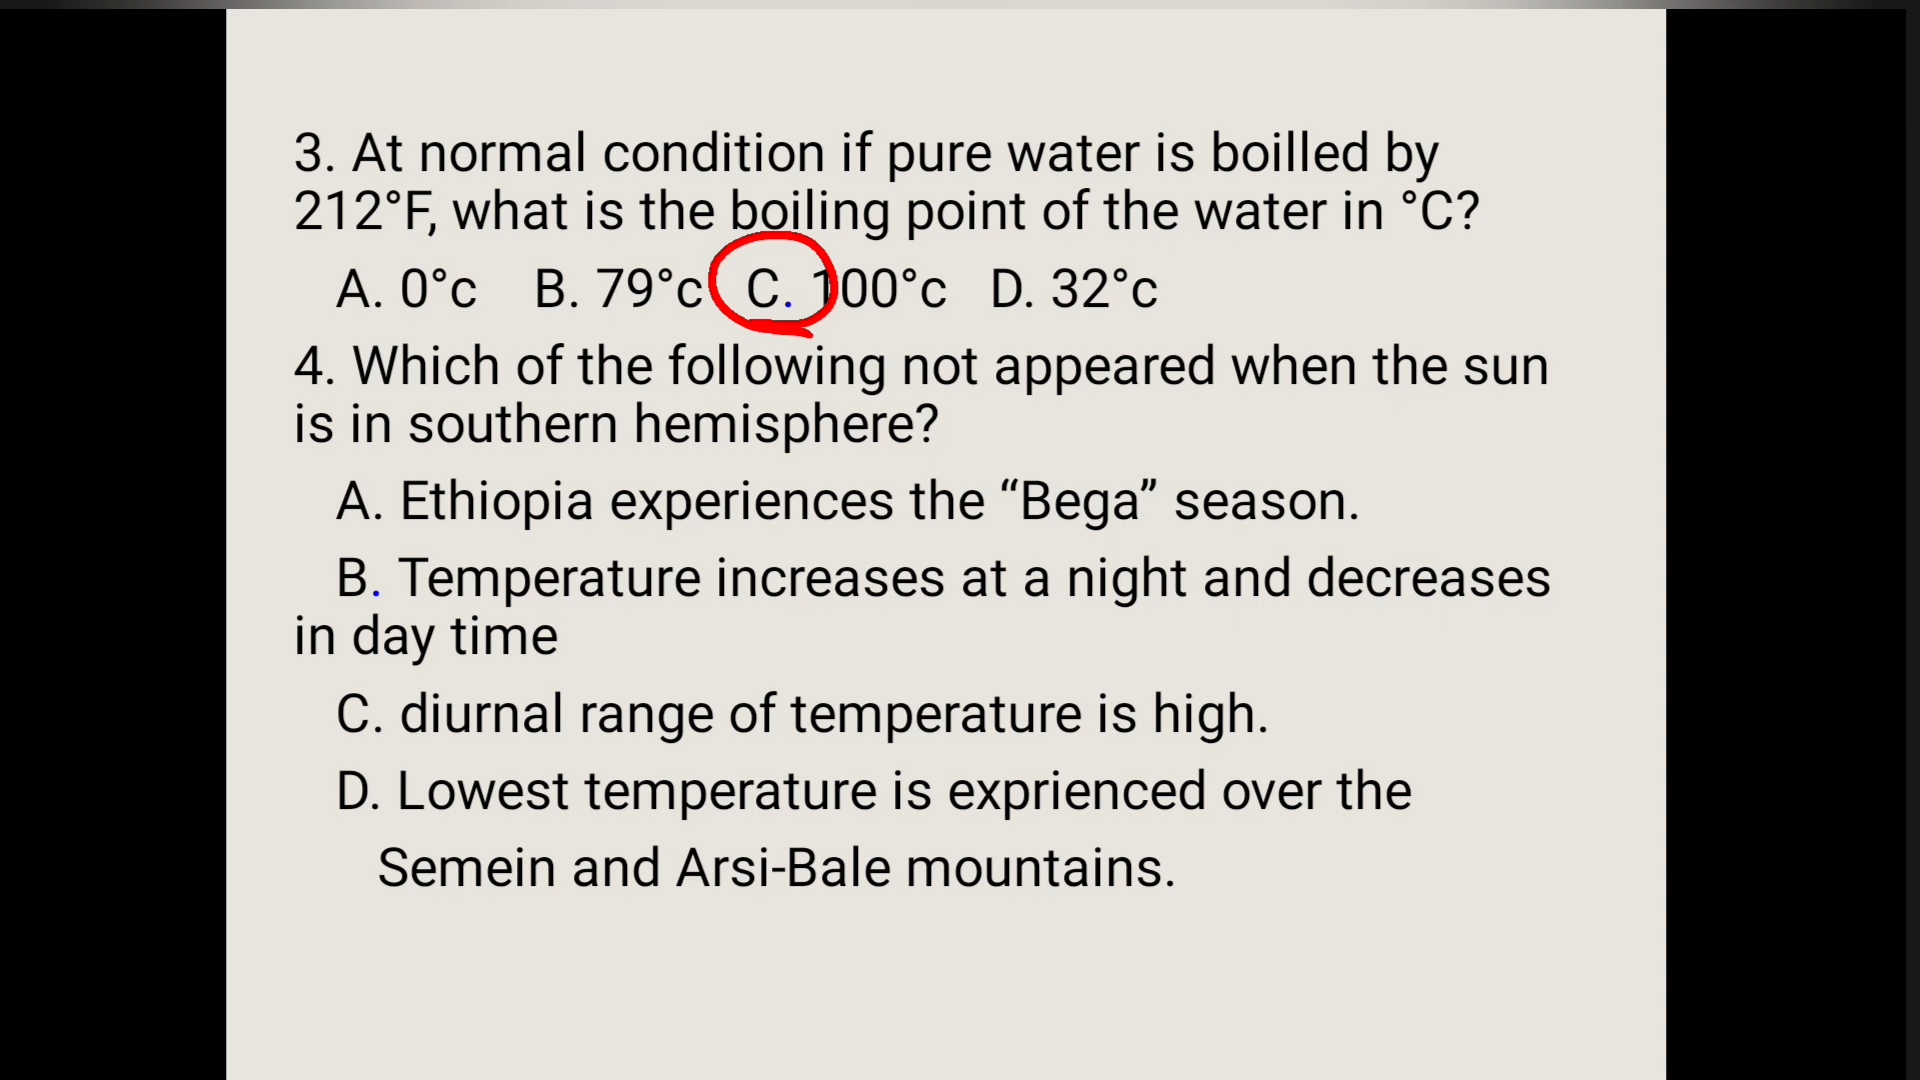 3. At normal condition if pure water is boilled by
212°F, what is the boiling point of the water in °C?
A. 0°c B. 79°c C. 100°c D. 32°c
4. Which of the following not appeared when the sun
is in southern hemisphere?
A. Ethiopia experiences the “Bega” season.
B. Temperature increases at a night and decreases
in day time
C. diurnal range of temperature is high.
D. Lowest temperature is exprienced over the
Semein and Arsi-Bale mountains.